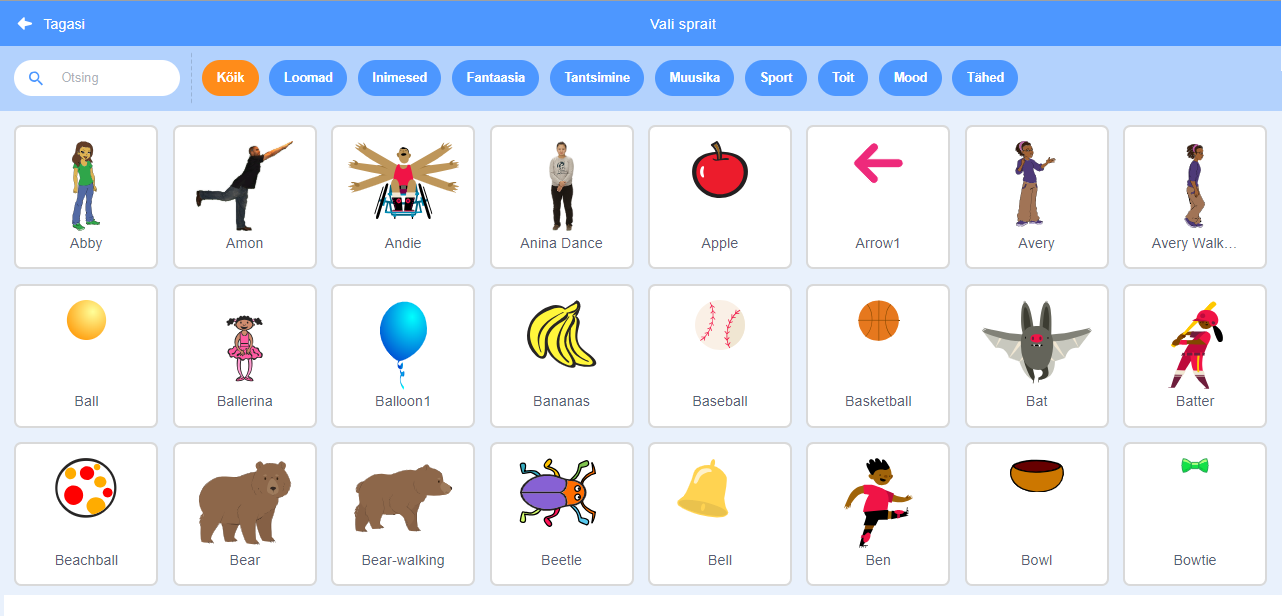 Tagasi
Vali sprait
Otsing
Kõik
Loomad
Inimesed
Fantaasia
Tantsimine
Muusika
Sport
Toit
Mood
Tähed
Abby
Amon
Andie
Anina Dance
Apple
Arrow1
Avery
Avery Walk...
Ball
Ballerina
Balloon1
Bananas
Baseball
Basketball
Bat
Batter
Beachball
Bear
Bear-walking
Beetle
Bell
Ben
Bowl
Bowtie